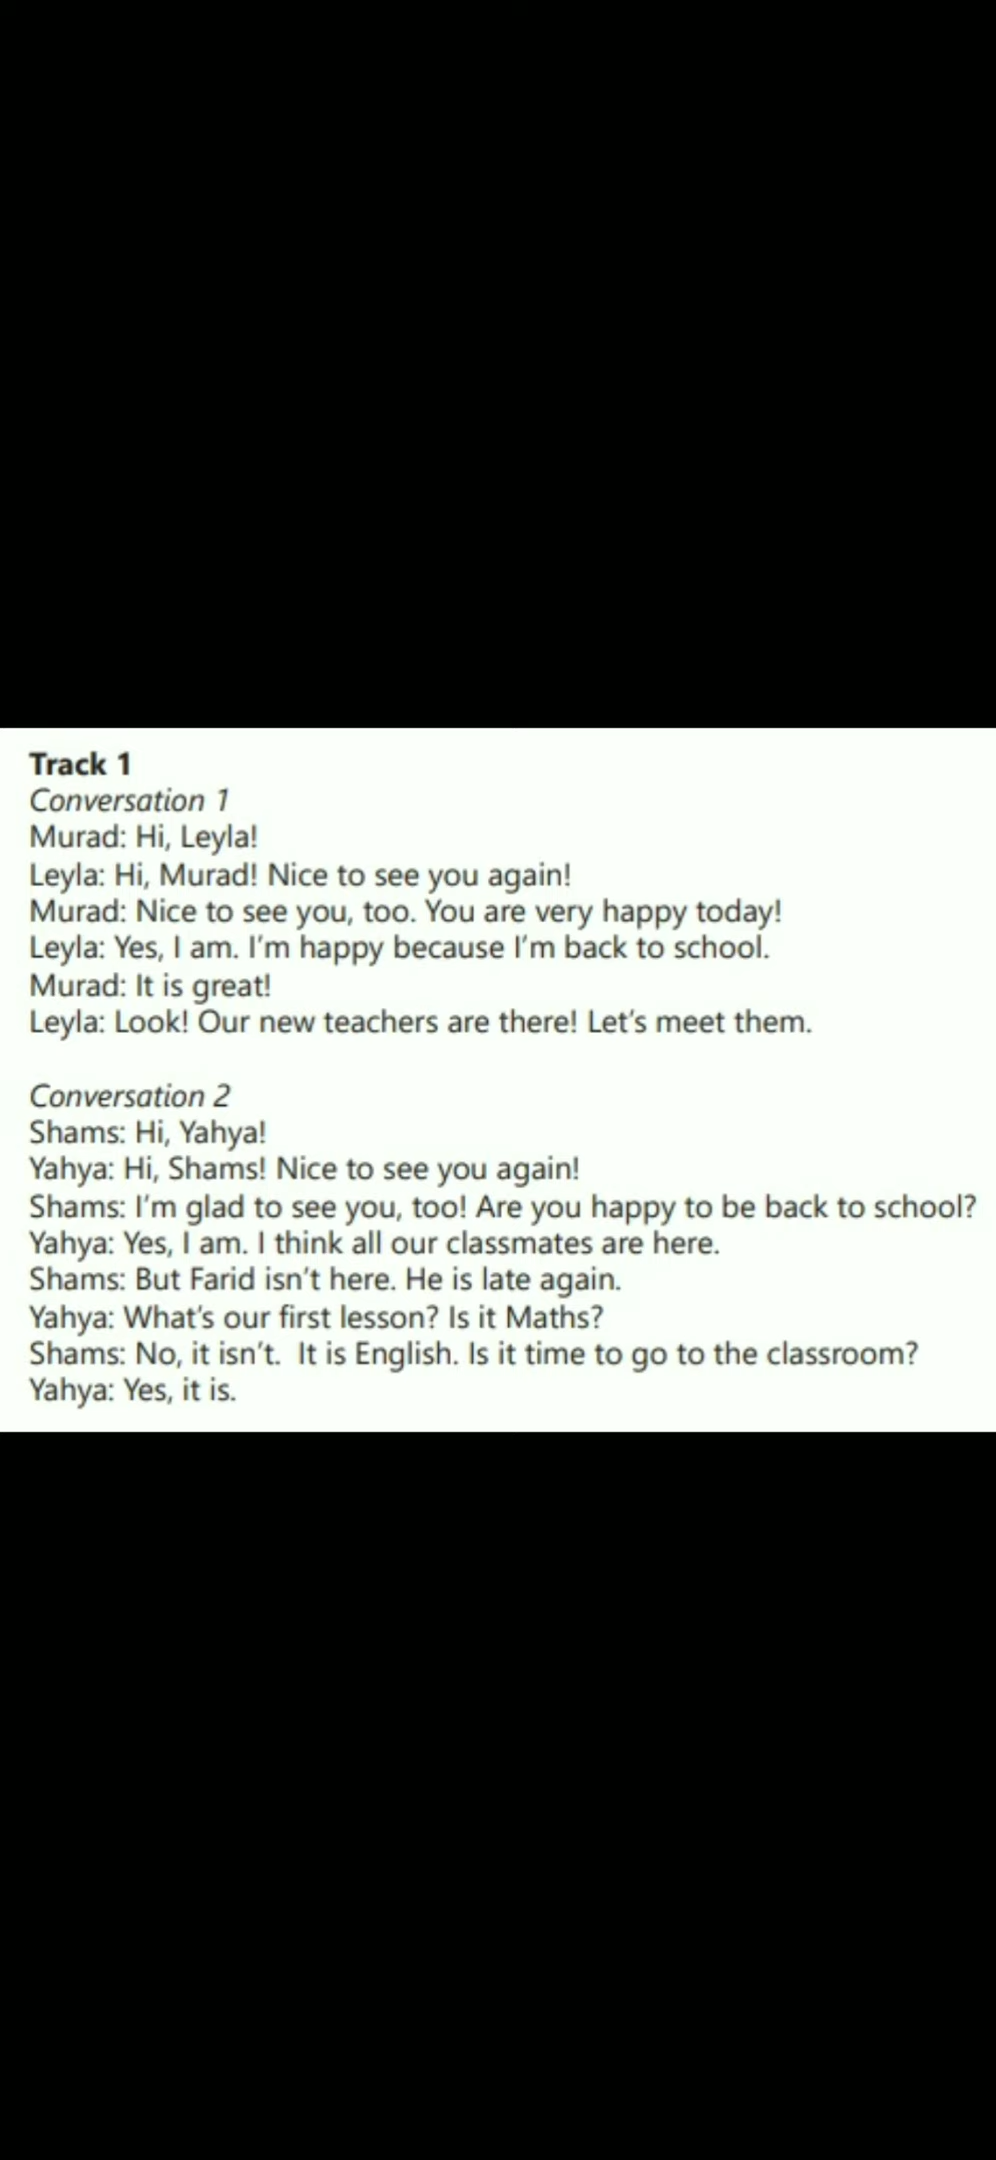 Track 1
Conversation 1
Murad: Hi, Leyla!
Leyla: Hi, Murad! Nice to see you again!
Murad: Nice to see you, too. You are very happy today!
Leyla: Yes, I am. I'm happy because I'm back to school.
Murad: It is great!
Leyla: Look! Our new teachers are there! Let's meet them.
Conversation 2
Shams: Hi, Yahya!
Yahya: Hi, Shams! Nice to see you again!
Shams: I'm glad to see you, too! Are you happy to be back to school?
Yahya: Yes, I am. I think all our classmates are here.
Shams: But Farid isn't here. He is late again.
Yahya: What's our first lesson? Is it Maths?
Shams: No, it isn't.  It is English. Is it time to go to the classroom?
Yahya: Yes, it is.